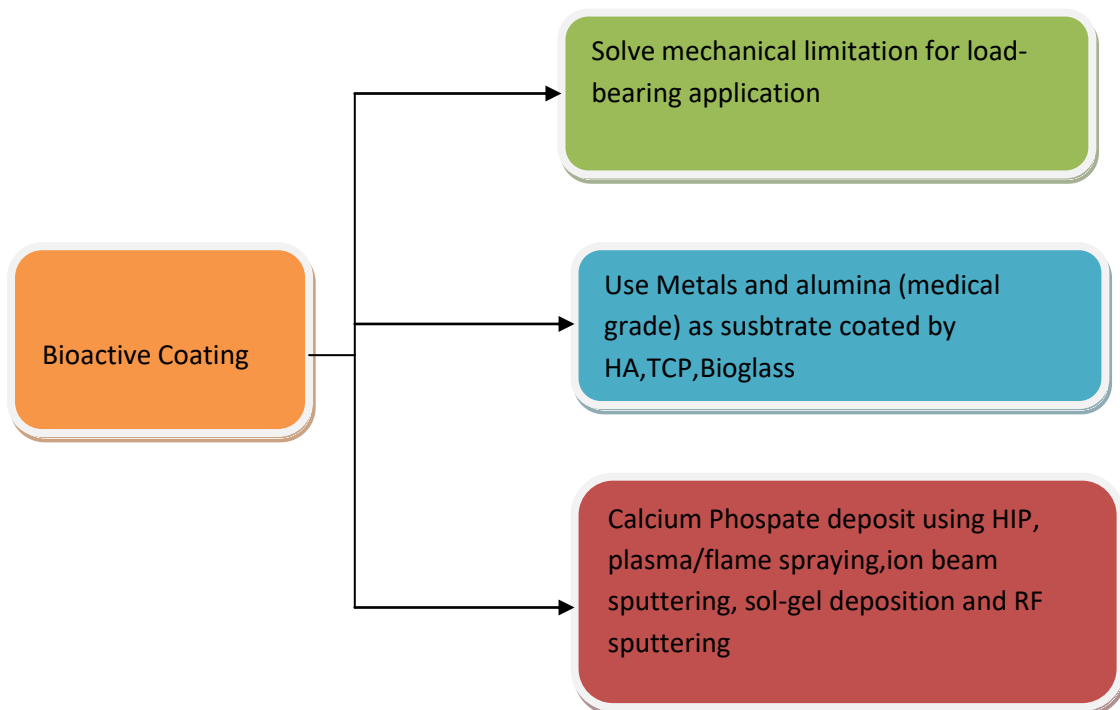 Solve mechanical limitation for load-
bearing application
Bioactive Coating
Use Metals and alumina (medical
grade) as susbtrate coated by
HA,TCP,Bioglass
Calcium Phospate deposit using HIP,
plasma/flame spraying,ion beam
sputtering, sol-gel deposition and RF
sputtering